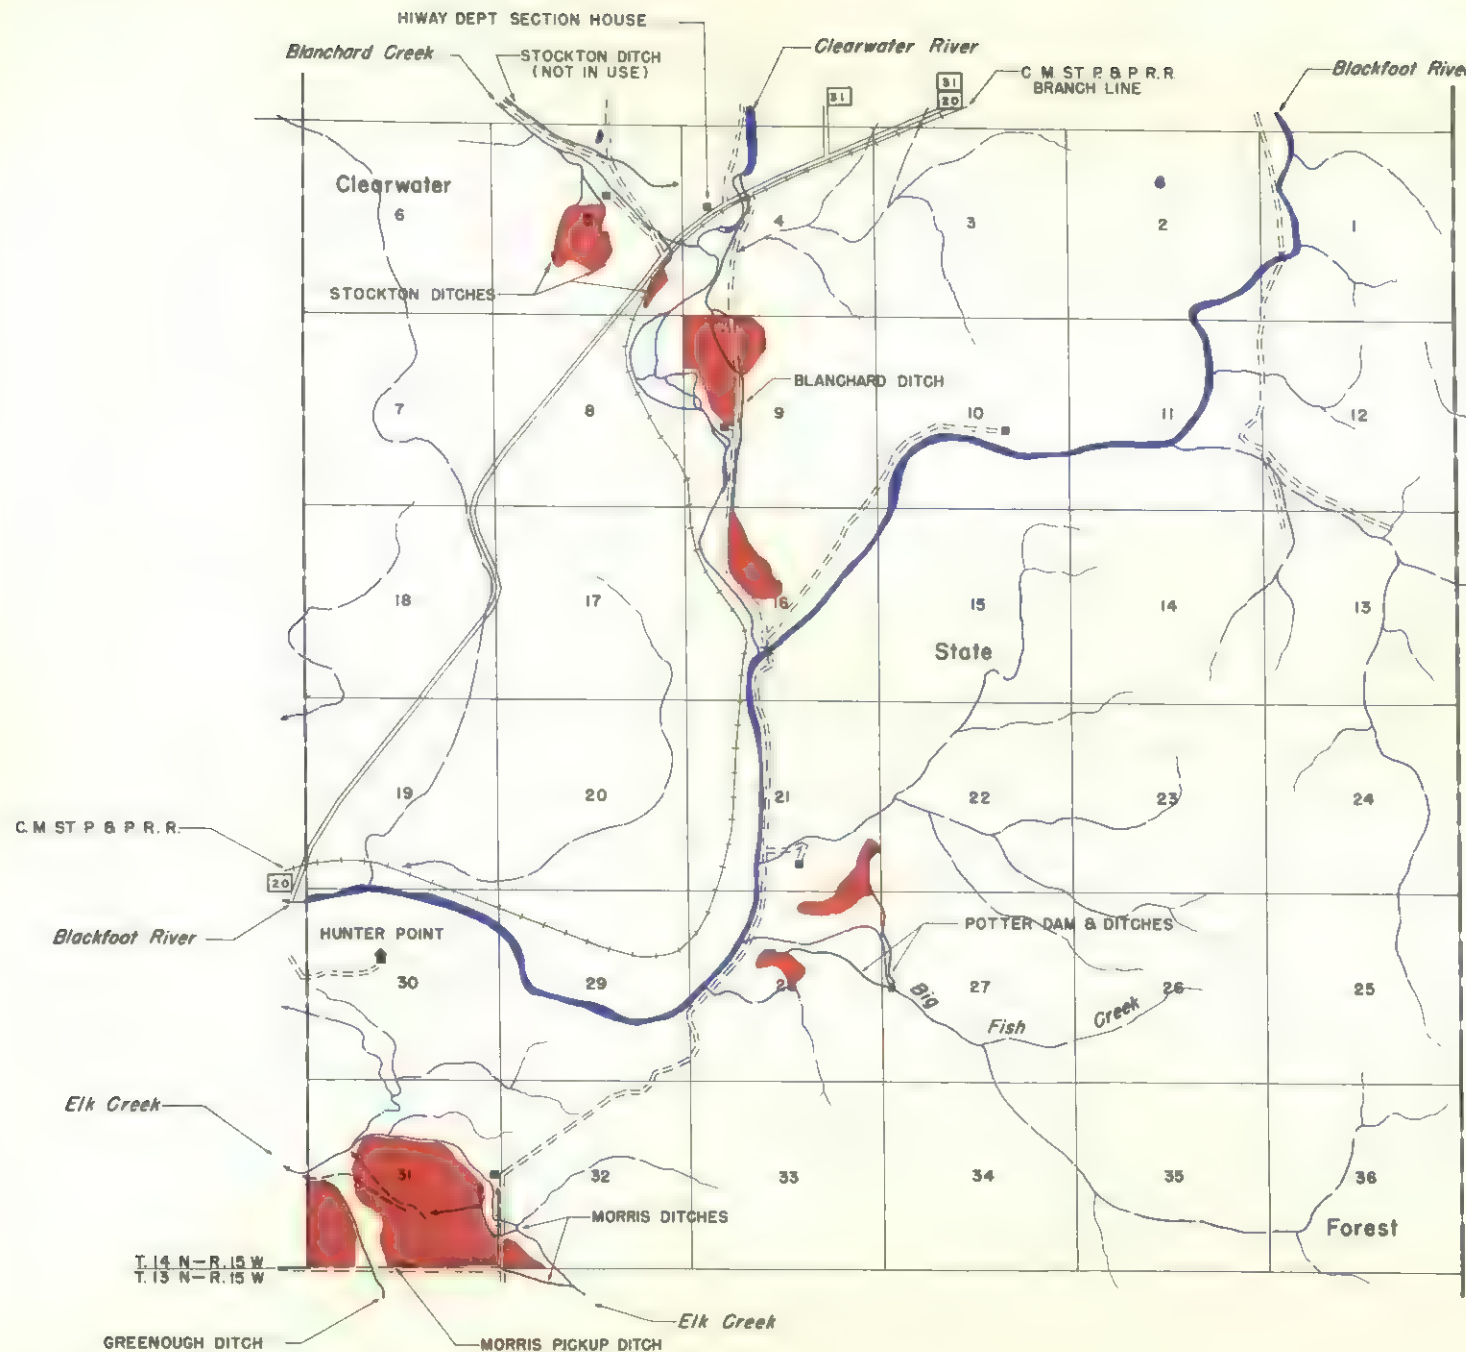 HIWAY DEPT SECTION HOUSE
Blanchard Creek
STOCKTON DITCH
(NOT IN USE)
Clearwater River
31
31
20
C. M. ST P. & P R.R.
BRANCH LINE
Blackfoot River
Clearwater
6
4
3
2
1
STOCKTON DITCHES
7
8
BLANCHARD DITCH
9
10
11
12
18
17
16
15
14
13
State
19
20
21
22
23
24
C. M ST P. & P R. R.
20
Blackfoot River
HUNTER POINT
POTTER DAM & DITCHES
30
29
28
27
26
25
Big
Fish
Creek
Elk Creek
31
32
33
34
35
36
MORRIS DITCHES
Forest
T. 14 N–R. 15 W
T. 13 N–R. 15 W
Elk Creek
GREENOUGH DITCH
MORRIS PICKUP DITCH